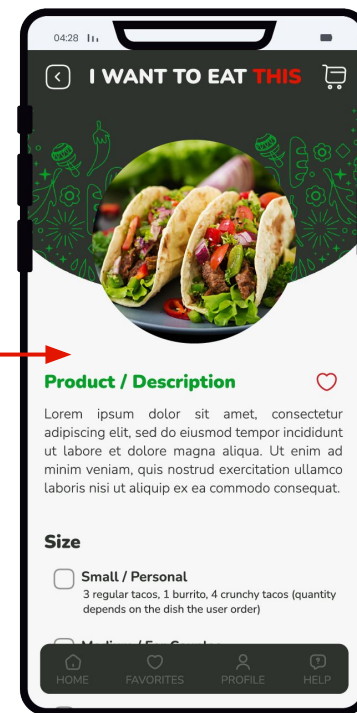 04:28
I WANT TO EAT THIS
Product / Description
Lorem ipsum dolor sit amet, consectetur
adipiscing elit, sed do eiusmod tempor incididunt
ut labore et dolore magna aliqua. Ut enim ad
minim veniam, quis nostrud exercitation ullamco
laboris nisi ut aliquip ex ea commodo consequat.
Size
Small / Personal
3 regular tacos, 1 burrito, 4 crunchy tacos (quantity
depends on the dish the user order)
HOME FAVORITES PROFILE HELP